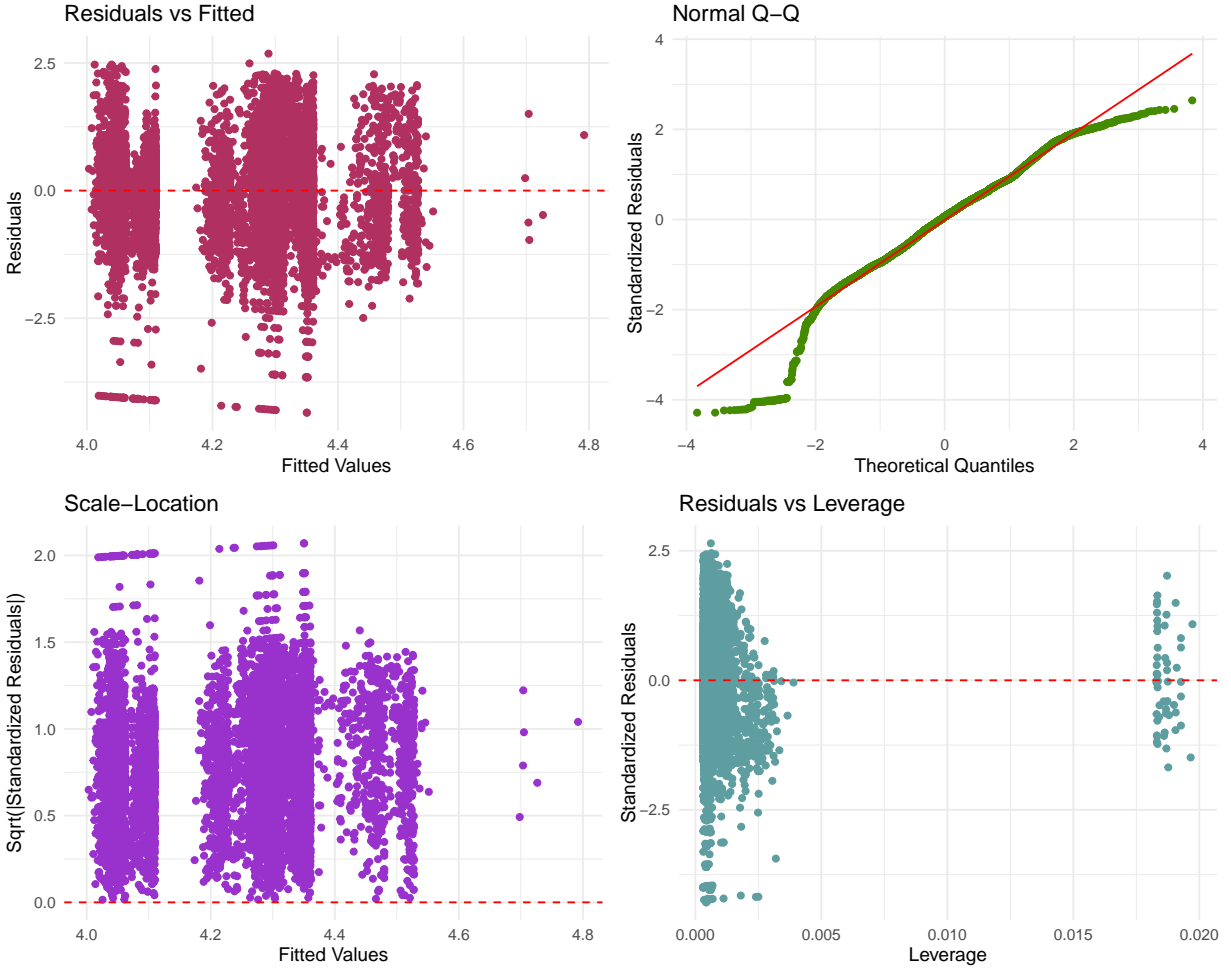 Residuals vs Fitted
Residuals
2.5
0.0
−2.5
4.0 4.2 4.4 4.6 4.8
Fitted Values
Normal Q−Q
Standardized Residuals
4
2
0
−2
−4
−4 −2 0 2 4
Theoretical Quantiles
Scale−Location
Sqrt(|Standardized Residuals|)
2.0
1.5
1.0
0.5
0.0
4.0 4.2 4.4 4.6 4.8
Fitted Values
Residuals vs Leverage
Standardized Residuals
2.5
0.0
−2.5
0.000 0.005 0.010 0.015 0.020
Leverage